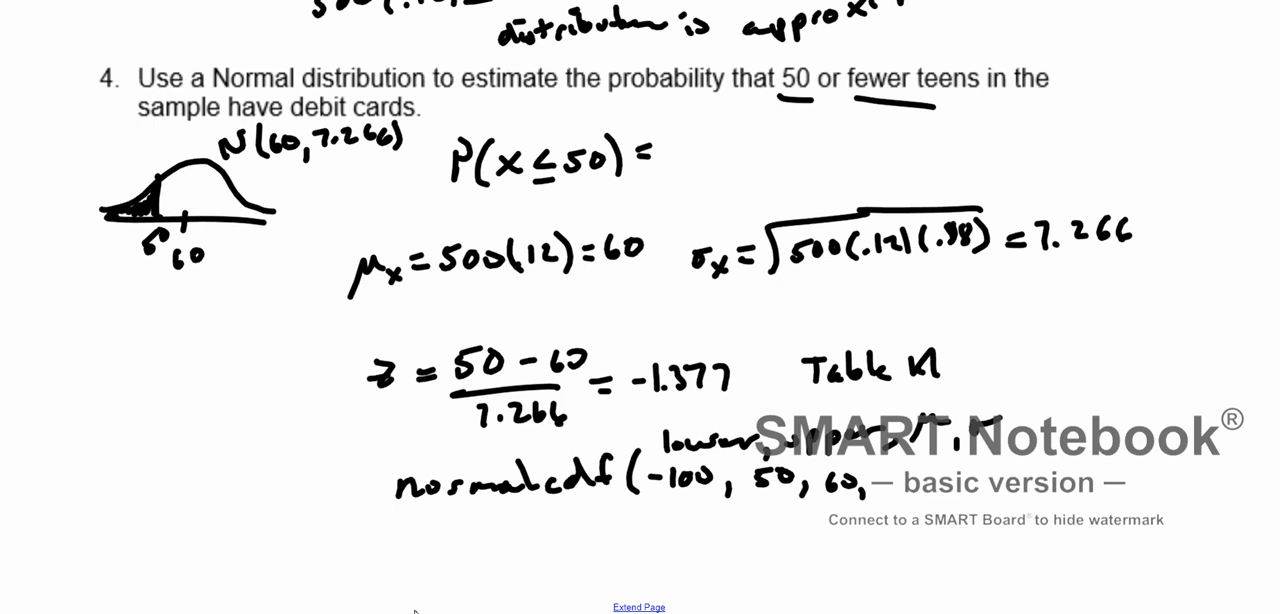 distribution is approx
4. Use a Normal distribution to estimate the probability that 50 or fewer teens in the
sample have debit cards.
N(60, 7.266)
P(x ≤ 50) =
50
60
μx = 500(12) = 60 σx = √500(.12)(.88) = 7.266
z = 50 - 60 / 7.266 = -1.377 Table A
lower, upper, μ, σ
normalcdf (-100, 50, 60,
SMART Notebook®
— basic version —
Connect to a SMART Board® to hide watermark
Extend Page